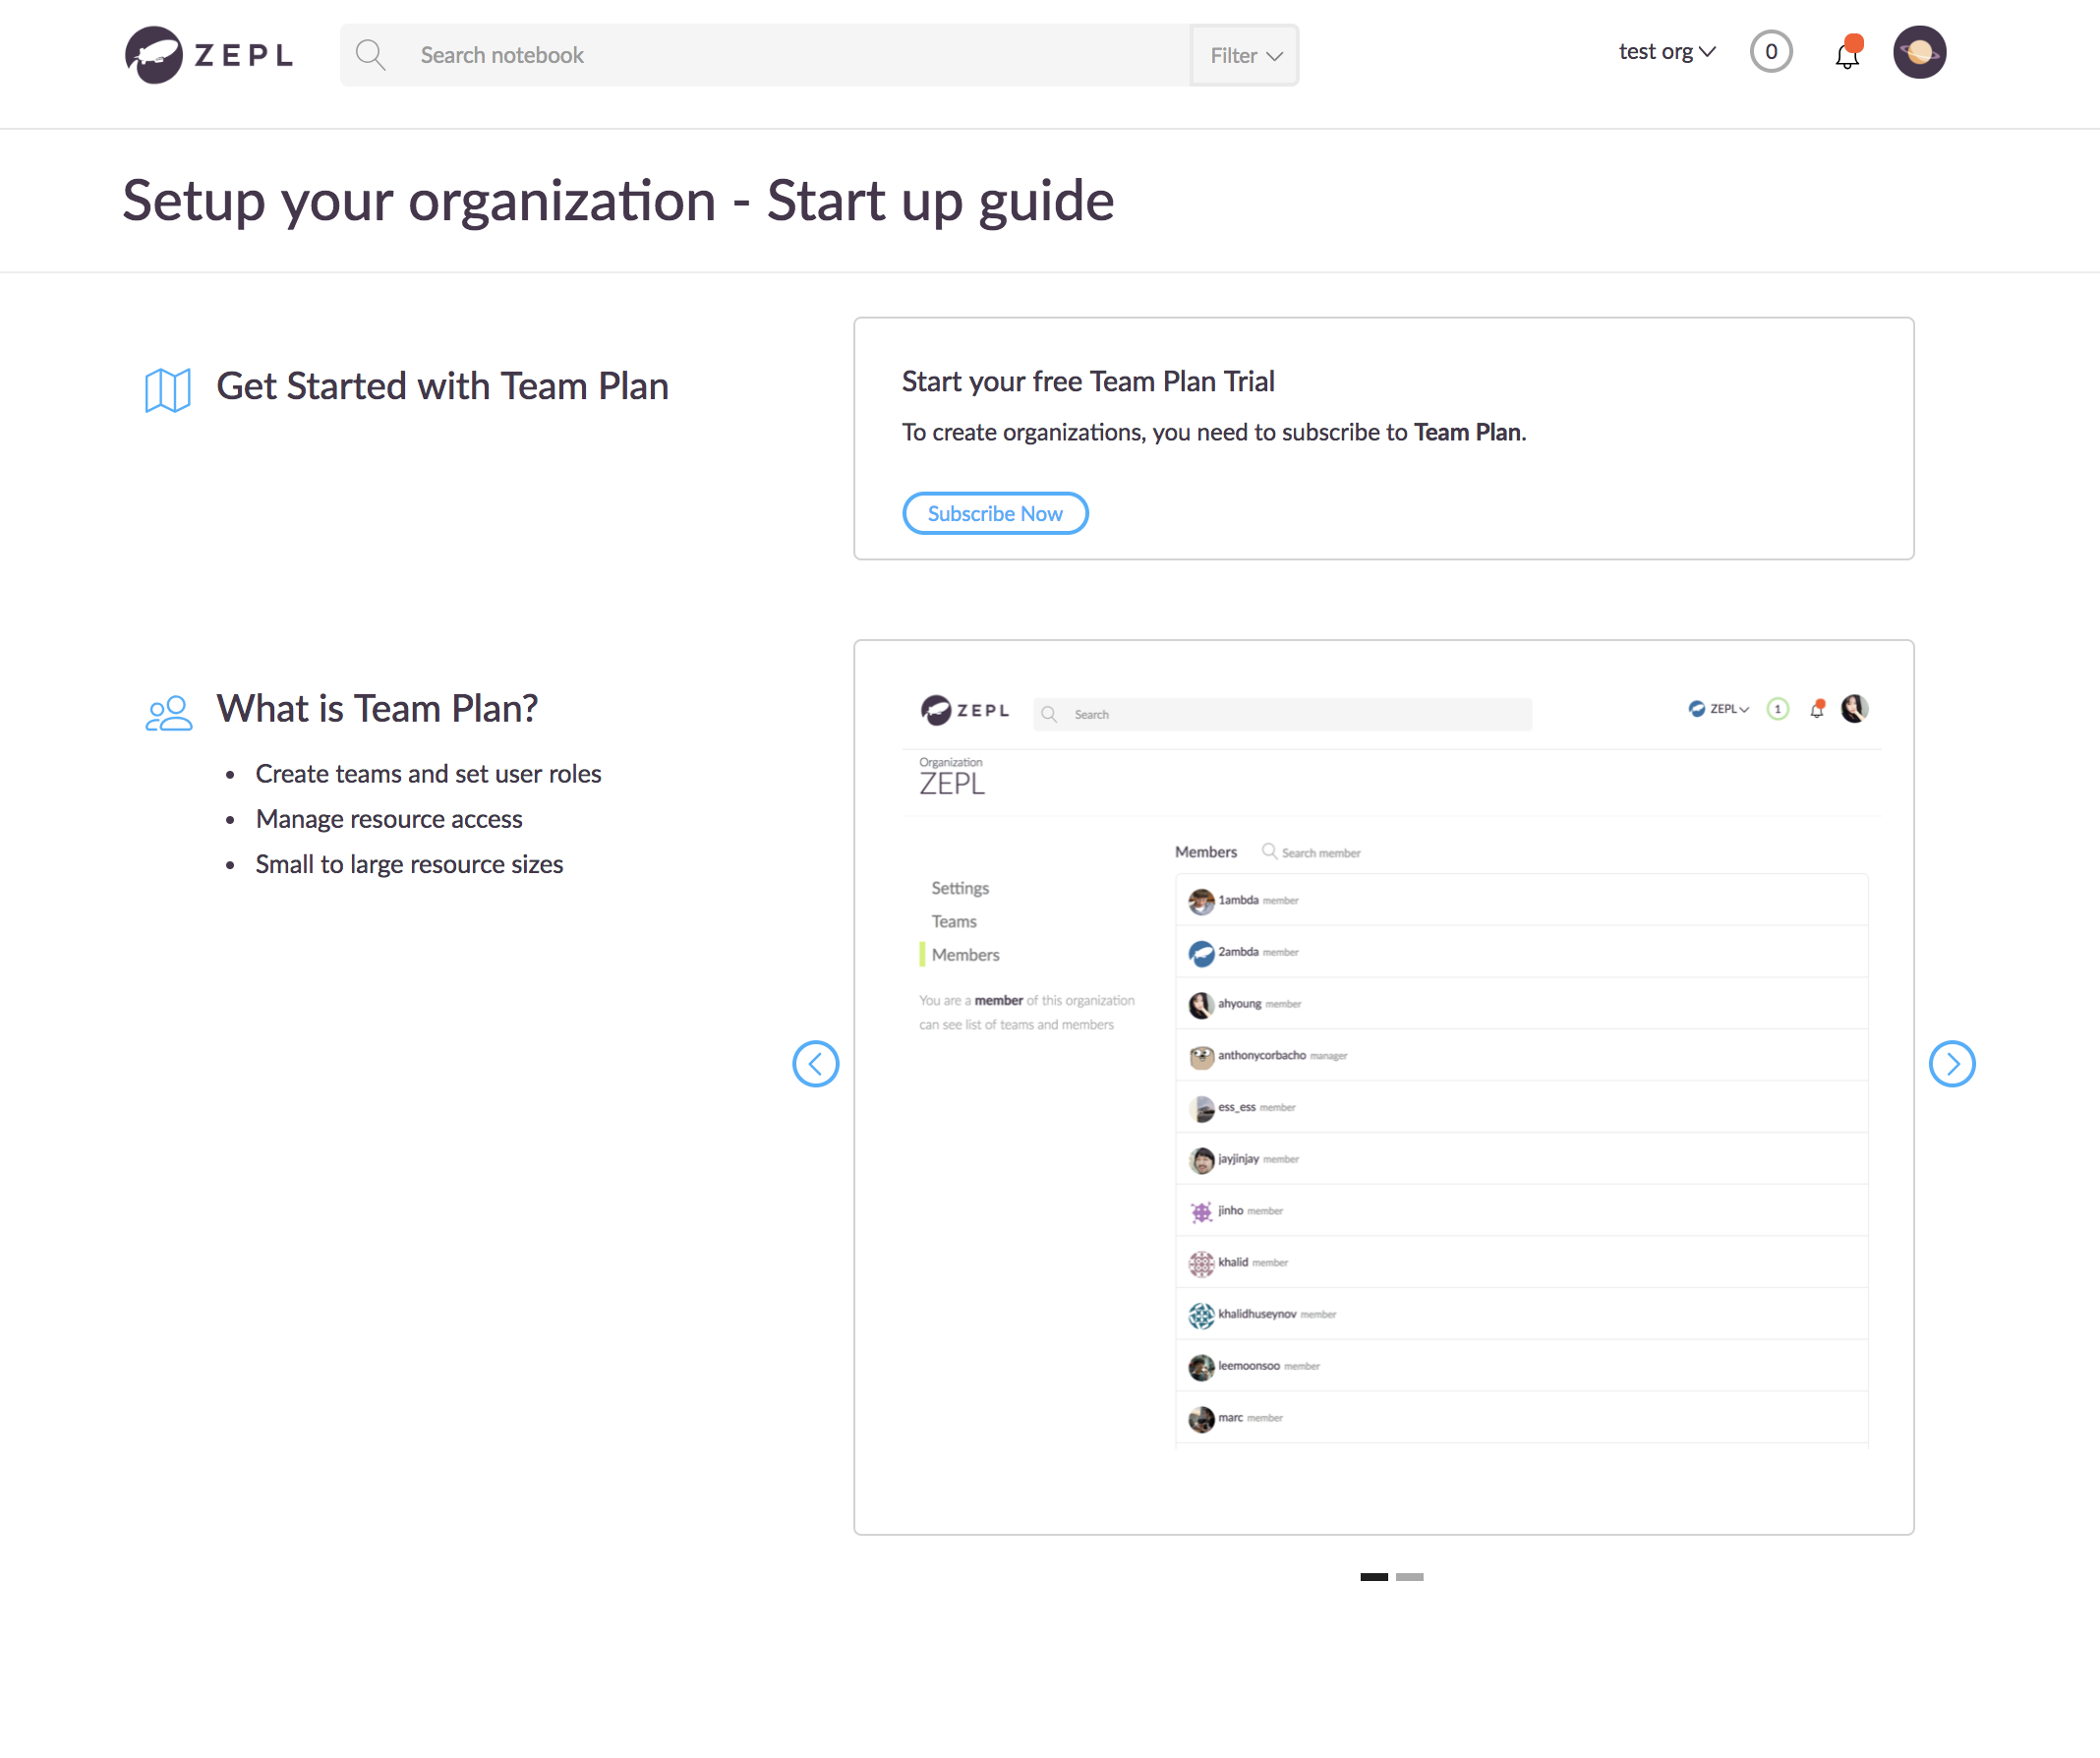 ZEPL
Search notebook
Filter
test org
0
Setup your organization - Start up guide
Get Started with Team Plan
Start your free Team Plan Trial
To create organizations, you need to subscribe to Team Plan.
Subscribe Now
What is Team Plan?
• Create teams and set user roles
• Manage resource access
• Small to large resource sizes
ZEPL
Search
ZEPL
1
Organization
ZEPL
Settings
Teams
Members
You are a member of this organization
can see list of teams and members
Members
Search member
1ambda member
2ambda member
ahyoung member
anthonycorbacho manager
ess_ess member
jayjinjay member
jinho member
khalid member
khalidhuseynov member
leemoonsoo member
marc member